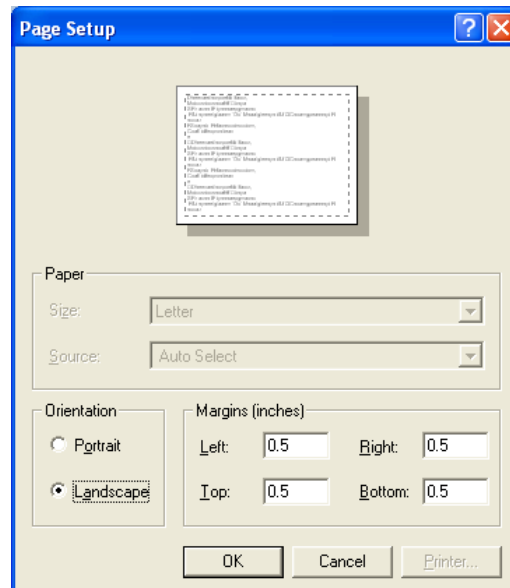 Page Setup
Paper
Size: Letter
Source: Auto Select
Orientation
Portrait
Landscape
Margins (inches)
Left: 0.5 Right: 0.5
Top: 0.5 Bottom: 0.5
OK Cancel Printer...